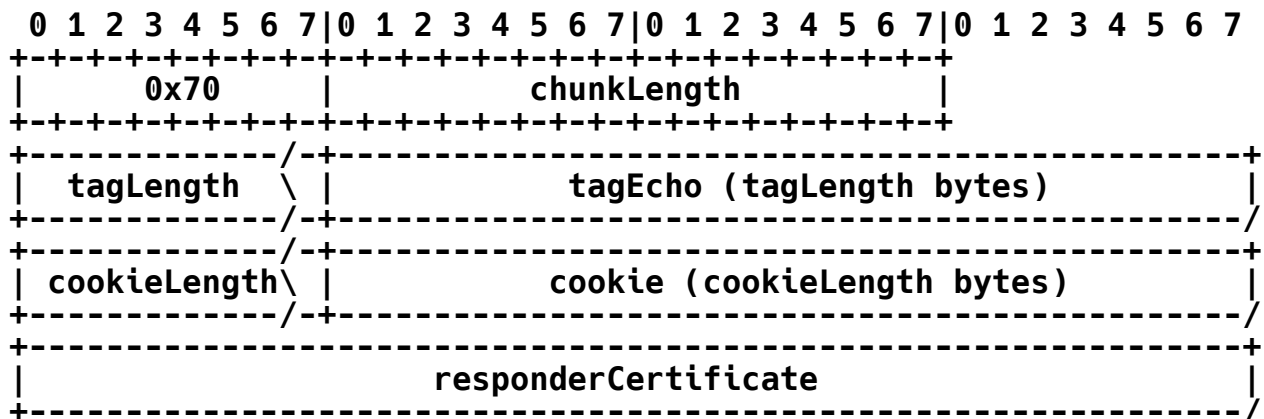 0 1 2 3 4 5 6 7|0 1 2 3 4 5 6 7|0 1 2 3 4 5 6 7|0 1 2 3 4 5 6 7
+-+-+-+-+-+-+-+-+-+-+-+-+-+-+-+-+-+-+-+-+-+-+-+-+
|      0x70     |          chunkLength          |
+-+-+-+-+-+-+-+-+-+-+-+-+-+-+-+-+-+-+-+-+-+-+-+-+
+-------------/-+-----------------------------------------------+
|  tagLength  \ |            tagEcho (tagLength bytes)          |
+-------------/-+-----------------------------------------------/
+-------------/-+-----------------------------------------------+
| cookieLength\ |           cookie (cookieLength bytes)         |
+-------------/-+-----------------------------------------------/
+---------------------------------------------------------------+
|                     responderCertificate                      |
+---------------------------------------------------------------/